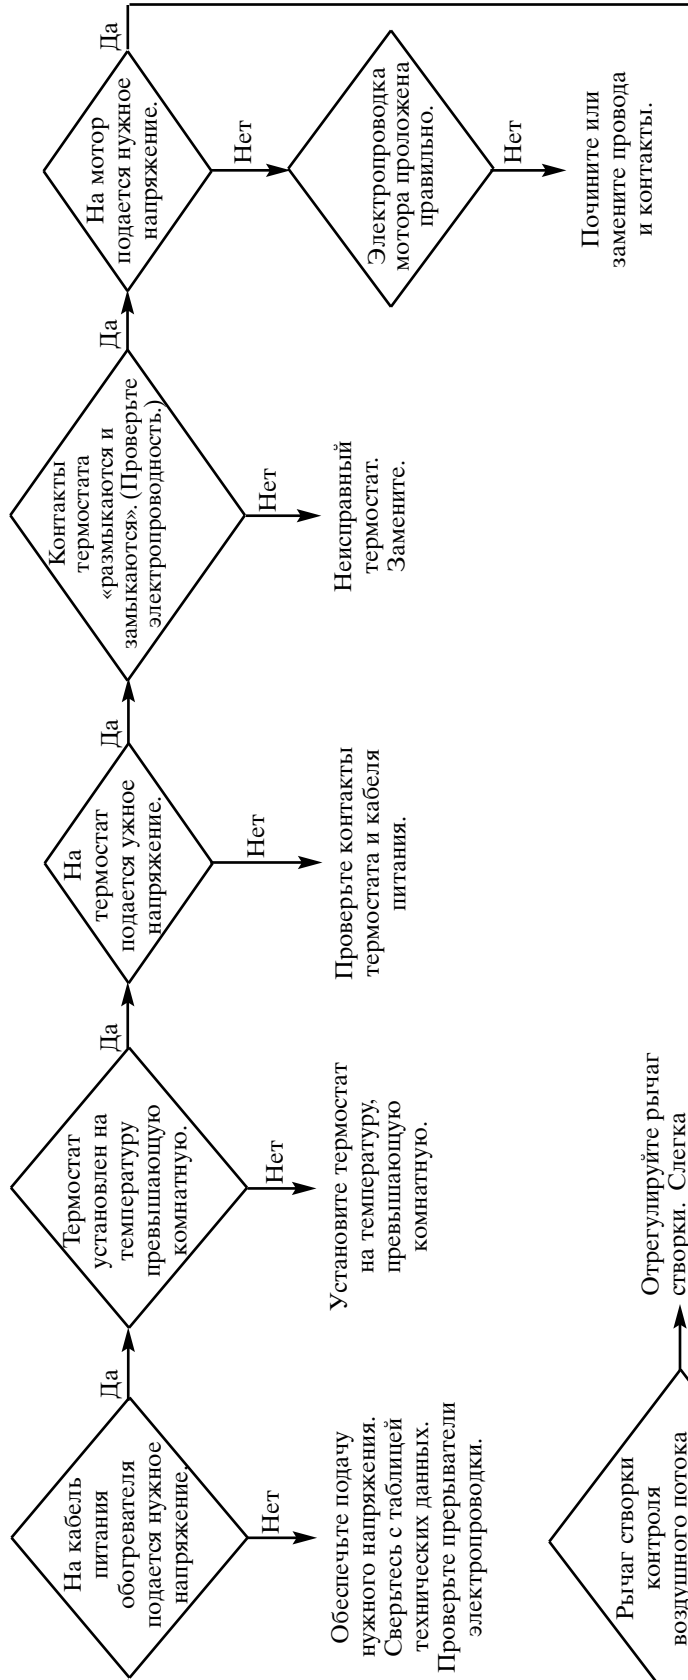 На кабель
питания
обогревателя
подается нужное
напряжение.
Да
Нет
Обеспечьте подачу
нужного напряжения.
Сверьтесь с таблицей
технических данных.
Проверьте прерыватели
электропроводки.
Термостат
установлен на
температуру
превышающую
комнатную.
Да
Нет
Установите термостат
на температуру,
превышающую
комнатную.
На
термостат
подается ужное
напряжение.
Да
Нет
Проверьте контакты
термостата и кабеля
питания.
Контакты
термостата
«размыкаются и
замыкаются». (Проверьте
электропроводность.)
Да
Нет
Неисправный
термостат.
Замените.
На мотор
подается нужное
напряжение.
Да
Нет
Электропроводка
мотора проложена
правильно.
Нет
Почините или
замените провода
и контакты.
Рычаг створки
контроля
воздушного потока
Отрегулируйте рычаг
створки. Слегка